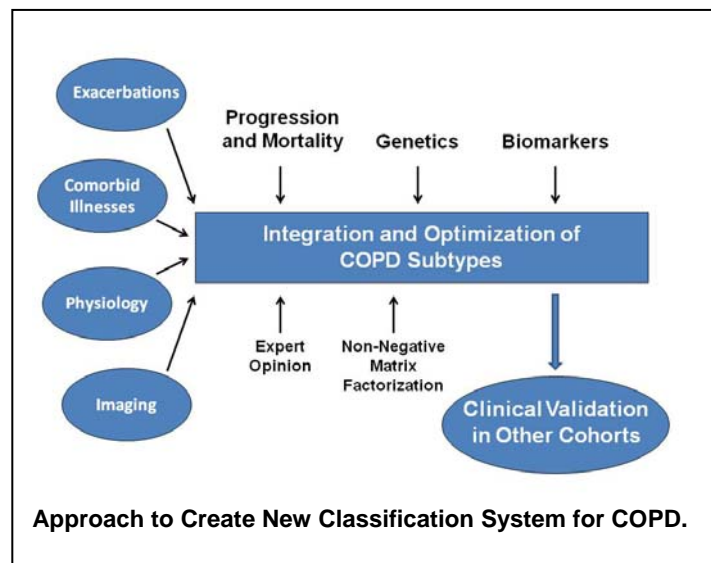 Exacerbations
Progression
and Mortality
Genetics
Biomarkers
Comorbid
Illnesses
Integration and Optimization of
COPD Subtypes
Physiology
Expert
Opinion
Non-Negative
Matrix
Factorization
Imaging
Clinical Validation
in Other Cohorts
Approach to Create New Classification System for COPD.